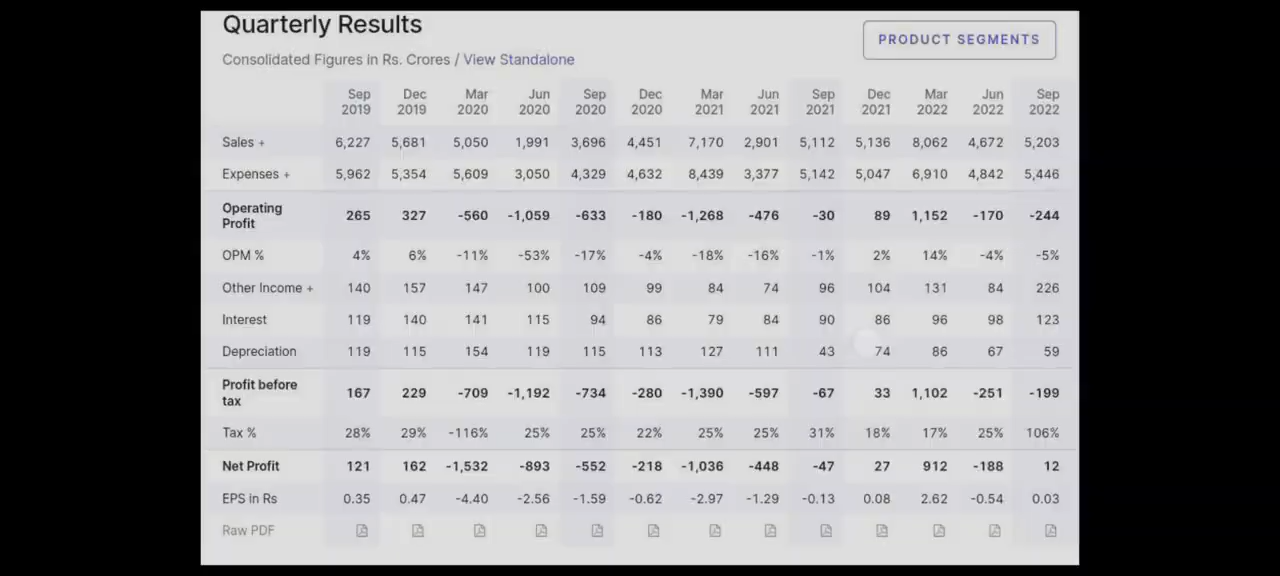 Quarterly Results
PRODUCT SEGMENTS
Consolidated Figures in Rs. Crores / View Standalone
Sep 2019 Dec 2019 Mar 2020 Jun 2020 Sep 2020 Dec 2020 Mar 2021 Jun 2021 Sep 2021 Dec 2021 Mar 2022 Jun 2022 Sep 2022
Sales + 6,227 5,681 5,050 1,991 3,696 4,451 7,170 2,901 5,112 5,136 8,062 4,672 5,203
Expenses + 5,962 5,354 5,609 3,050 4,329 4,632 8,439 3,377 5,142 5,047 6,910 4,842 5,446
Operating Profit 265 327 -560 -1,059 -633 -180 -1,268 -476 -30 89 1,152 -170 -244
OPM % 4% 6% -11% -53% -17% -4% -18% -16% -1% 2% 14% -4% -5%
Other Income + 140 157 147 100 109 99 84 74 96 104 131 84 226
Interest 119 140 141 115 94 86 79 84 90 86 96 98 123
Depreciation 119 115 154 119 115 113 127 111 43 74 86 67 59
Profit before tax 167 229 -709 -1,192 -734 -280 -1,390 -597 -67 33 1,102 -251 -199
Tax % 28% 29% -116% 25% 25% 22% 25% 25% 31% 18% 17% 25% 106%
Net Profit 121 162 -1,532 -893 -552 -218 -1,036 -448 -47 27 912 -188 12
EPS in Rs 0.35 0.47 -4.40 -2.56 -1.59 -0.62 -2.97 -1.29 -0.13 0.08 2.62 -0.54 0.03
Raw PDF